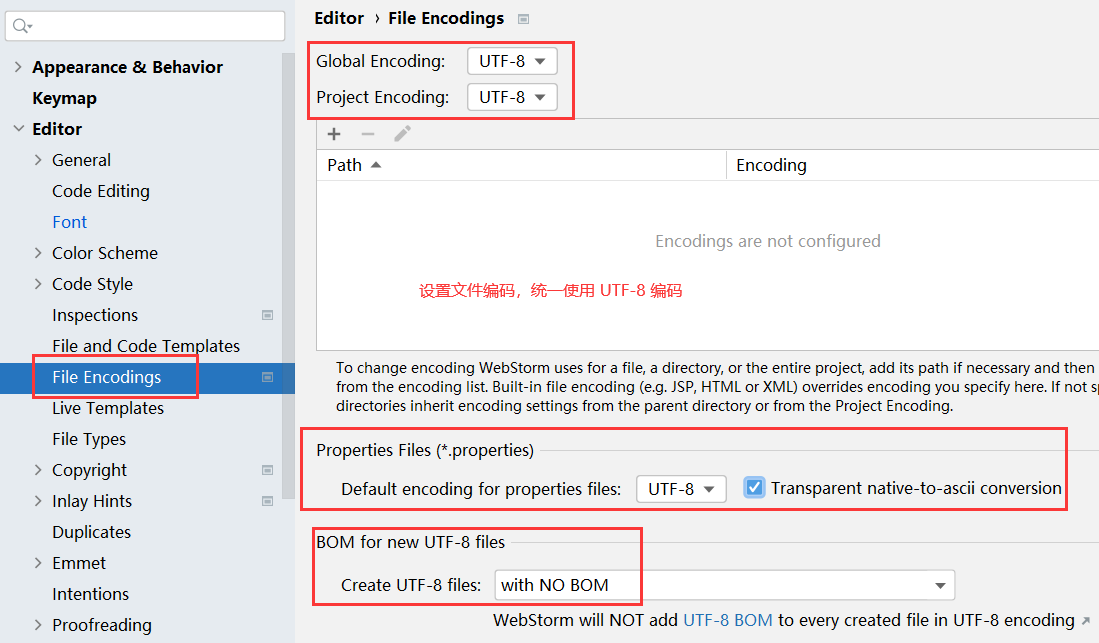 Appearance & Behavior
Keymap
Editor
General
Code Editing
Font
Color Scheme
Code Style
Inspections
File and Code Templates
File Encodings
Live Templates
File Types
Copyright
Inlay Hints
Duplicates
Emmet
Intentions
Proofreading
Editor › File Encodings
Global Encoding: UTF-8
Project Encoding: UTF-8
Path Encoding
Encodings are not configured
设置文件编码，统一使用 UTF-8 编码
To change encoding WebStorm uses for a file, a directory, or the entire project, add its path if necessary and then
from the encoding list. Built-in file encoding (e.g. JSP, HTML or XML) overrides encoding you specify here. If not sp
directories inherit encoding settings from the parent directory or from the Project Encoding.
Properties Files (*.properties)
Default encoding for properties files: UTF-8 Transparent native-to-ascii conversion
BOM for new UTF-8 files
Create UTF-8 files: with NO BOM
WebStorm will NOT add UTF-8 BOM to every created file in UTF-8 encoding ↗